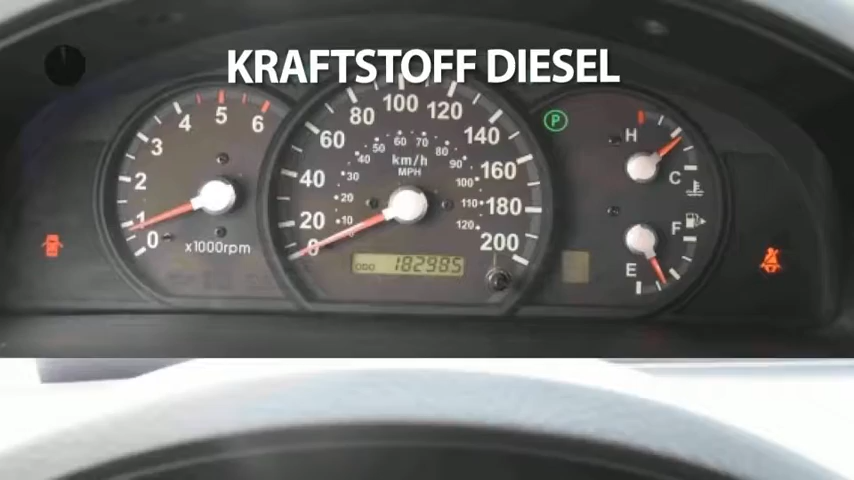 KRAFTSTOFF DIESEL
0 1 2 3 4 5 6
x1000rpm
0 20 40 60 80 100 120 140 160 180 200
10 20 30 40 50 60 70 80 90 100 110 120
km/h
MPH
ODO 182985
P
H
C
F
E